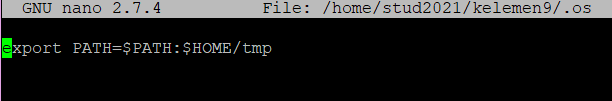 GNU nano 2.7.4 File: /home/stud2021/kelemen9/.os
export PATH=$PATH:$HOME/tmp